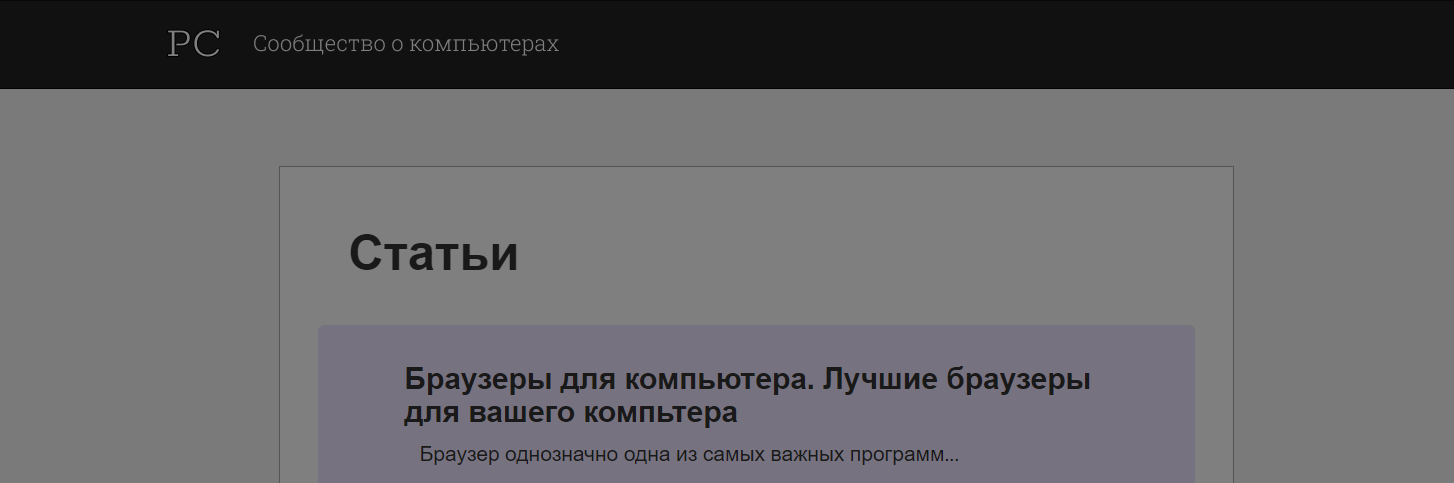 PC
Сообщество о компьютерах
Статьи
Браузеры для компьютера. Лучшие браузеры
для вашего компьтера
Браузер однозначно одна из самых важных программ...